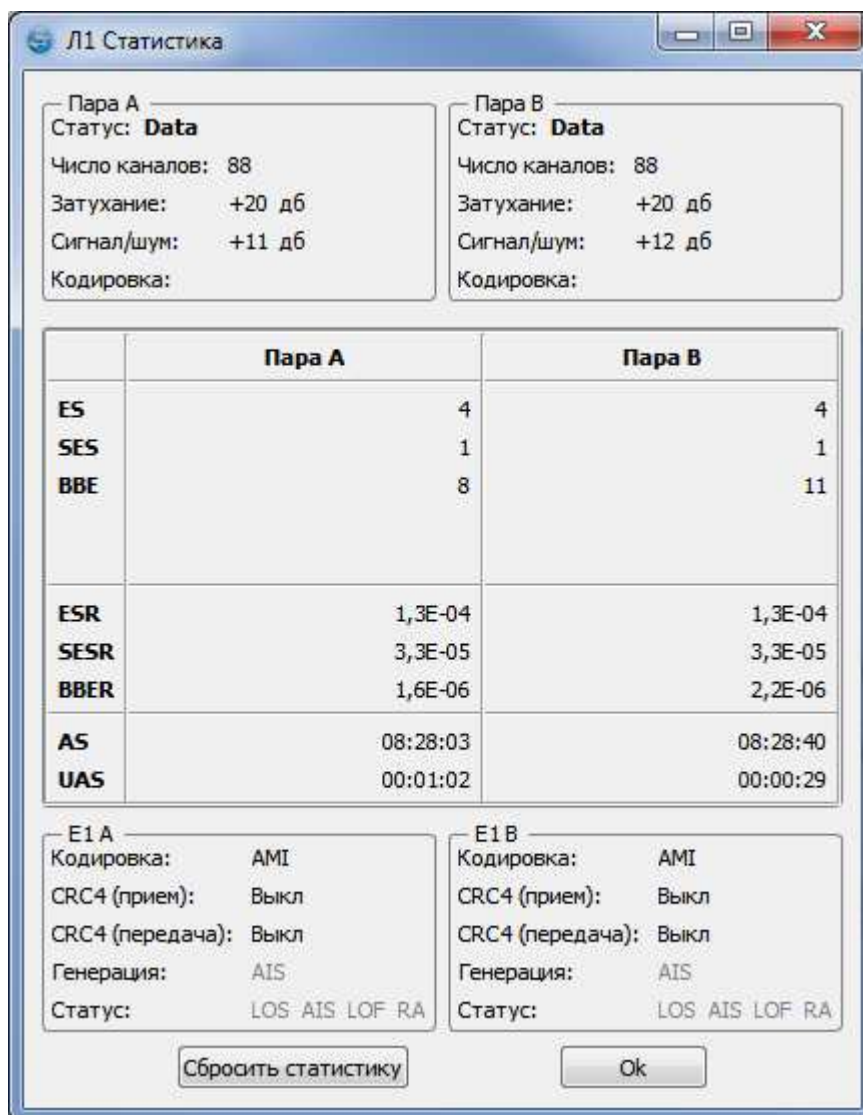 Л1 Статистика
Пара А
Статус: Data
Число каналов: 88
Затухание: +20 дб
Сигнал/шум: +11 дб
Кодировка:
Пара В
Статус: Data
Число каналов: 88
Затухание: +20 дб
Сигнал/шум: +12 дб
Кодировка:
Пара А Пара В
ES 4 4
SES 1 1
BBE 8 11
ESR 1,3E-04 1,3E-04
SESR 3,3E-05 3,3E-05
BBER 1,6E-06 2,2E-06
AS 08:28:03 08:28:40
UAS 00:01:02 00:00:29
E1 A
Кодировка: AMI
CRC4 (прием): Выкл
CRC4 (передача): Выкл
Генерация: AIS
Статус: LOS AIS LOF RA
E1 B
Кодировка: AMI
CRC4 (прием): Выкл
CRC4 (передача): Выкл
Генерация: AIS
Статус: LOS AIS LOF RA
Сбросить статистику
Ok